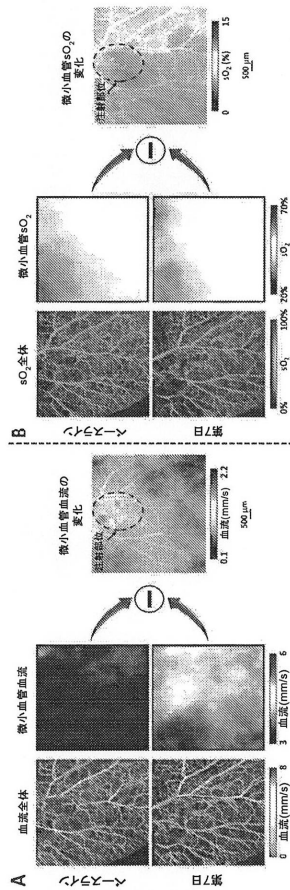 A
血流全体
微小血管血流
微小血管血流の
変化
ベースライン
第7日
注射部位
0 8
血流(mm/s)
3 6
血流(mm/s)
0.1 2.2
血流(mm/s)
500 μm
B
sO₂全体
微小血管sO₂
微小血管sO₂の
変化
ベースライン
第7日
注射部位
0% 100%
sO₂
20% 70%
sO₂
0 15
sO₂(%)
500 μm